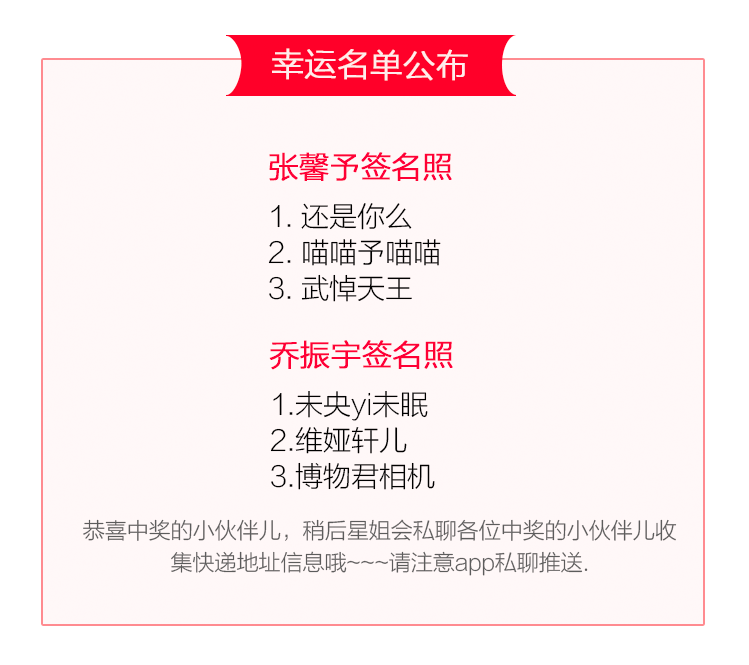 幸运名单公布
张馨予签名照
1. 还是你么
2. 喵喵予喵喵
3. 武悼天王
乔振宇签名照
1.未央yi未眠
2.维娅轩儿
3.博物君相机
恭喜中奖的小伙伴儿，稍后星姐会私聊各位中奖的小伙伴儿收
集快递地址信息哦~~~请注意app私聊推送.